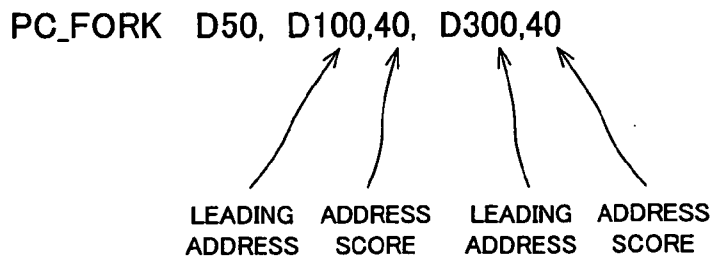 PC_FORK D50, D100,40, D300,40
LEADING ADDRESS LEADING ADDRESS
ADDRESS SCORE ADDRESS SCORE